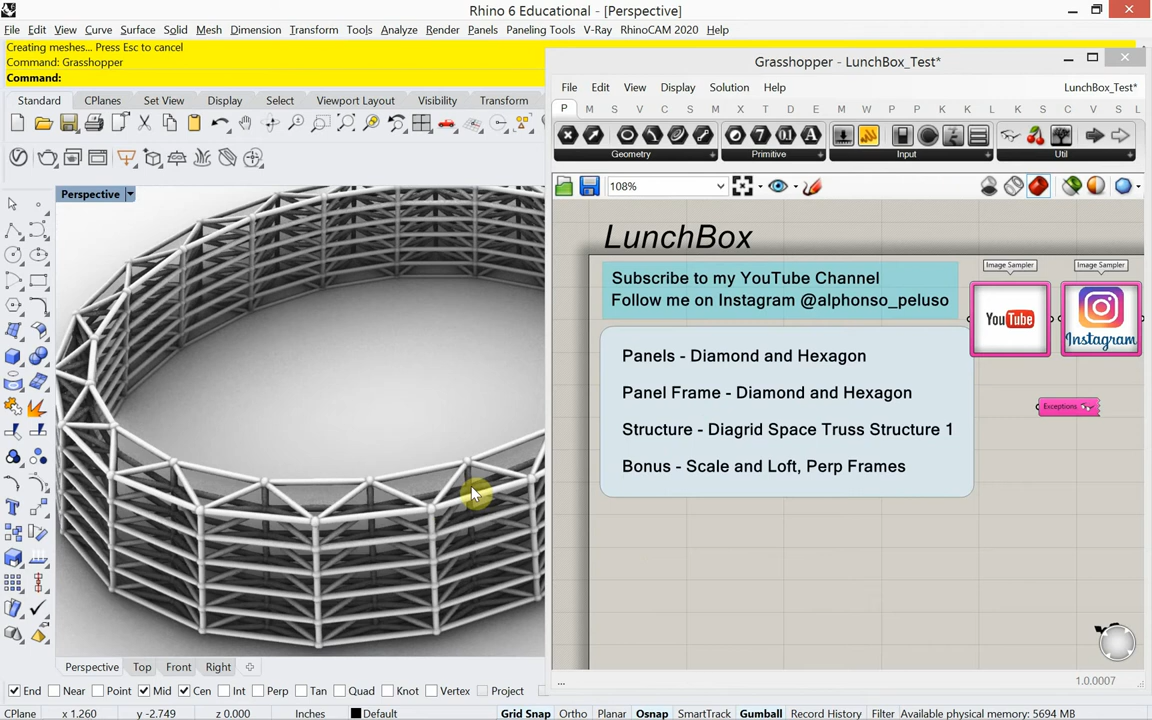 Rhino 6 Educational - [Perspective]
File Edit View Curve Surface Solid Mesh Dimension Transform Tools Analyze Render Panels Paneling Tools V-Ray RhinoCAM 2020 Help
Creating meshes... Press Esc to cancel
Command: Grasshopper
Command:
Standard CPlanes Set View Display Select Viewport Layout Visibility Transform
Perspective
Grasshopper - LunchBox_Test*
File Edit View Display Solution Help LunchBox_Test*
P M S V C S M X T D E A M M V K K L K S C V S L
Geometry Primitive Input Util
108%
LunchBox
Subscribe to my YouTube Channel
Follow me on Instagram @alphonso_peluso
Image Sampler Image Sampler
YouTube
Instagram
Panels - Diamond and Hexagon
Panel Frame - Diamond and Hexagon
Structure - Diagrid Space Truss Structure 1
Bonus - Scale and Loft, Perp Frames
Exceptions
... 1.0.0007
Perspective Top Front Right
End Near Point Mid Cen Int Perp Tan Quad Knot Vertex Project
CPlane x 1.260 y -2.749 z 0.000 Inches Default Grid Snap Ortho Planar Osnap SmartTrack Gumball Record History Filter Available physical memory: 5694 MB